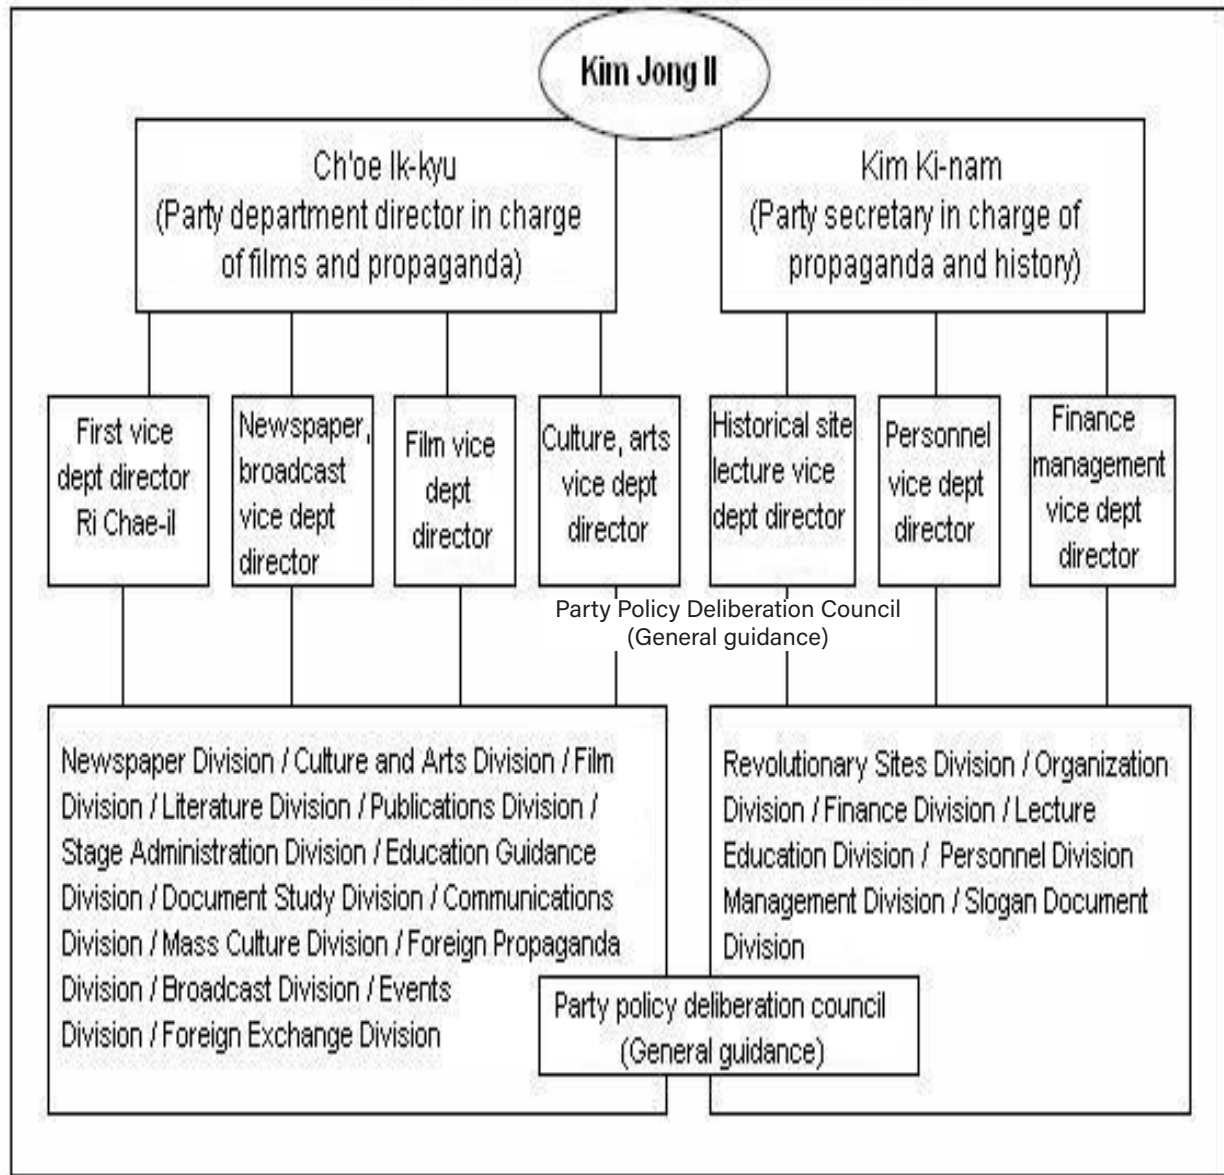 Kim Jong Il
Ch'oe Ik-kyu
(Party department director in charge
of films and propaganda)
Kim Ki-nam
(Party secretary in charge of
propaganda and history)
First vice
dept director
Ri Chae-il
Newspaper,
broadcast
vice dept
director
Film vice
dept
director
Culture, arts
vice dept
director
Historical site
lecture vice
dept director
Personnel
vice dept
director
Finance
management
vice dept
director
Party Policy Deliberation Council
(General guidance)
Newspaper Division / Culture and Arts Division / Film
Division / Literature Division / Publications Division /
Stage Administration Division / Education Guidance
Division / Document Study Division / Communications
Division / Mass Culture Division / Foreign Propaganda
Division / Broadcast Division / Events
Division / Foreign Exchange Division
Revolutionary Sites Division / Organization
Division / Finance Division / Lecture
Education Division / Personnel Division
Management Division / Slogan Document
Division
Party policy deliberation council
(General guidance)